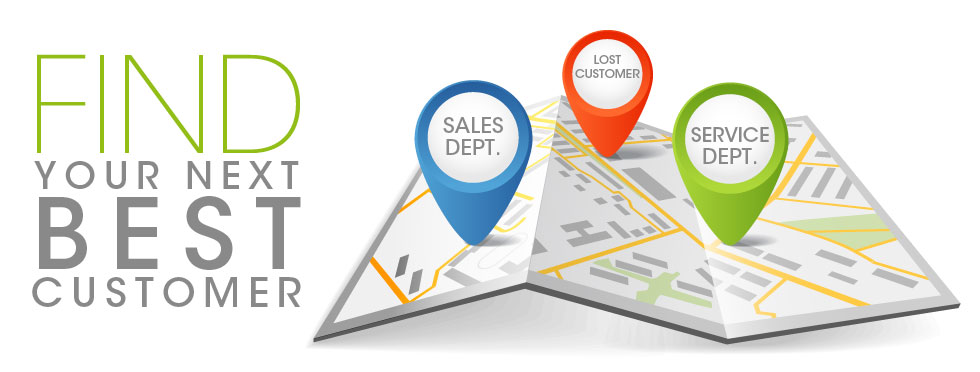 FIND
YOUR NEXT
BEST
CUSTOMER
SALES
DEPT.
LOST
CUSTOMER
SERVICE
DEPT.